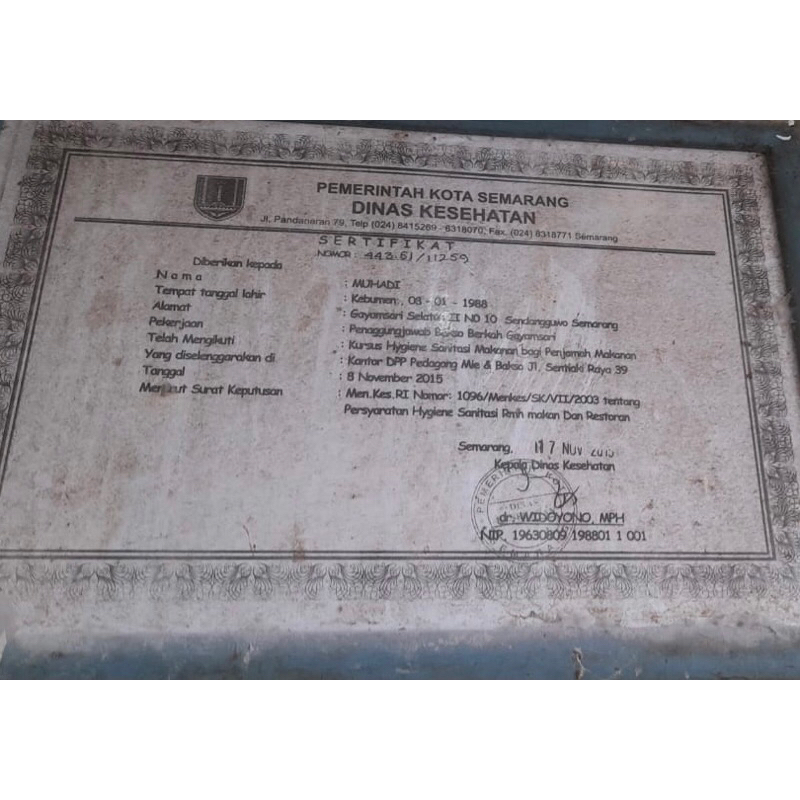 PEMERINTAH KOTA SEMARANG
DINAS KESEHATAN
Jl. Pandanaran 79, Telp (024) 8415269 - 8318070, Fax. (024) 8318771 Semarang
SERTIFIKAT
NOMOR : 443.51/11259
Diberikan kepada
Nama : MUHADI
Tempat tanggal lahir : Kebumen, 08 - 01 - 1988
Alamat : Gayamsari Selatan II NO 10 Sendangguwo Semarang
Pekerjaan : Penaggungjawab Bakso Berkah Gayamsari
Telah Mengikuti : Kursus Hygiene Sanitasi Makanan bagi Penjamah Makanan
Yang diselenggarakan di : Kantor DPP Pedagang Mie & Bakso Jl. Sentiaki Raya 39
Tanggal : 8 November 2015
Menurut Surat Keputusan : Men.Kes.RI Nomor: 1096/Menkes/SK/VII/2003 tentang
Persyaratan Hygiene Sanitasi Rmh makan Dan Restoran
Semarang, 17 NOV 2015
Kepala Dinas Kesehatan
PEMERIN KOTA
DINAS
dr. WIDOYONO, MPH
NIP. 19630809 198801 1 001